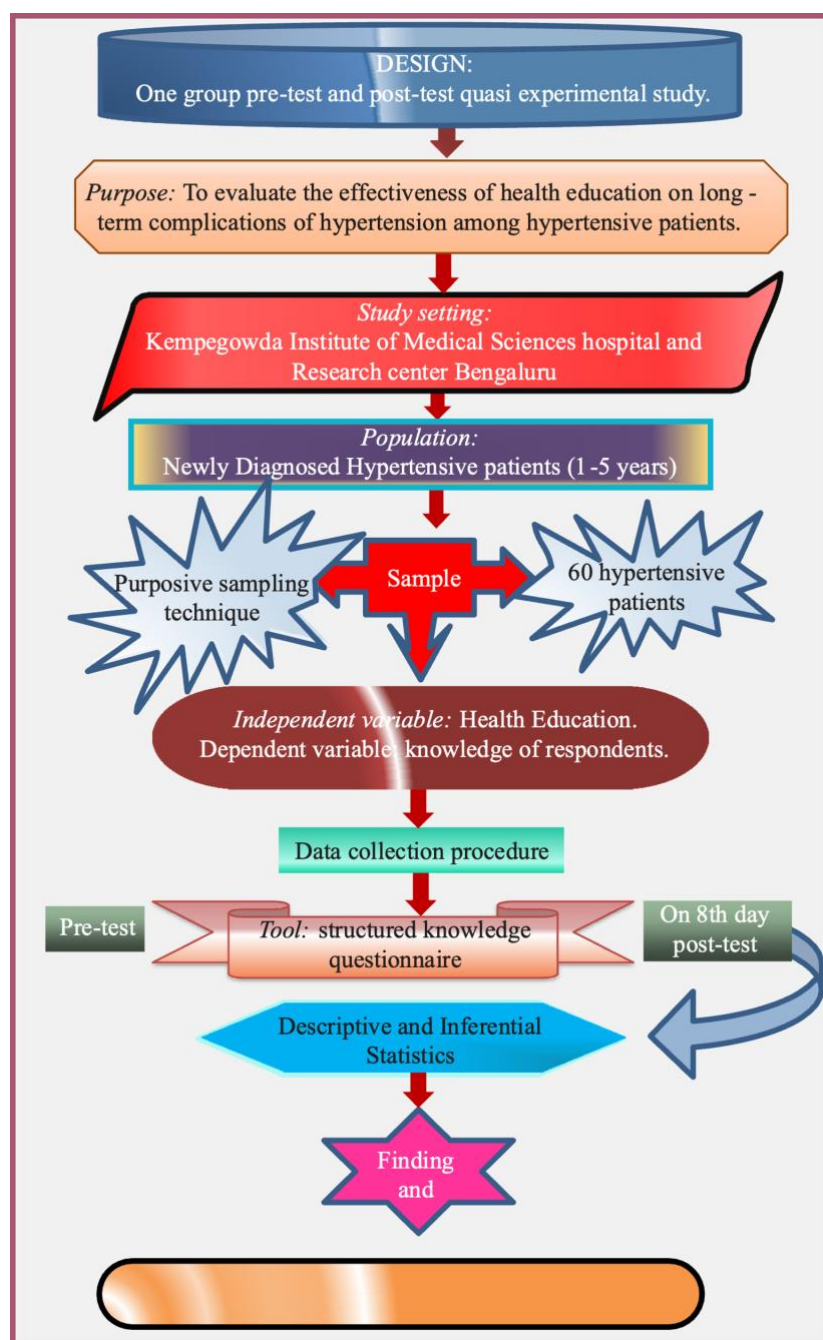 DESIGN:
One group pre-test and post-test quasi experimental study.
Purpose: To evaluate the effectiveness of health education on long -
term complications of hypertension among hypertensive patients.
Study setting:
Kempegowda Institute of Medical Sciences hospital and
Research center Bengaluru
Population:
Newly Diagnosed Hypertensive patients (1-5 years)
Purposive sampling
technique
Sample
60 hypertensive
patients
Independent variable: Health Education.
Dependent variable: knowledge of respondents.
Data collection procedure
Pre-test
Tool: structured knowledge
questionnaire
On 8th day
post-test
Descriptive and Inferential
Statistics
Finding
and